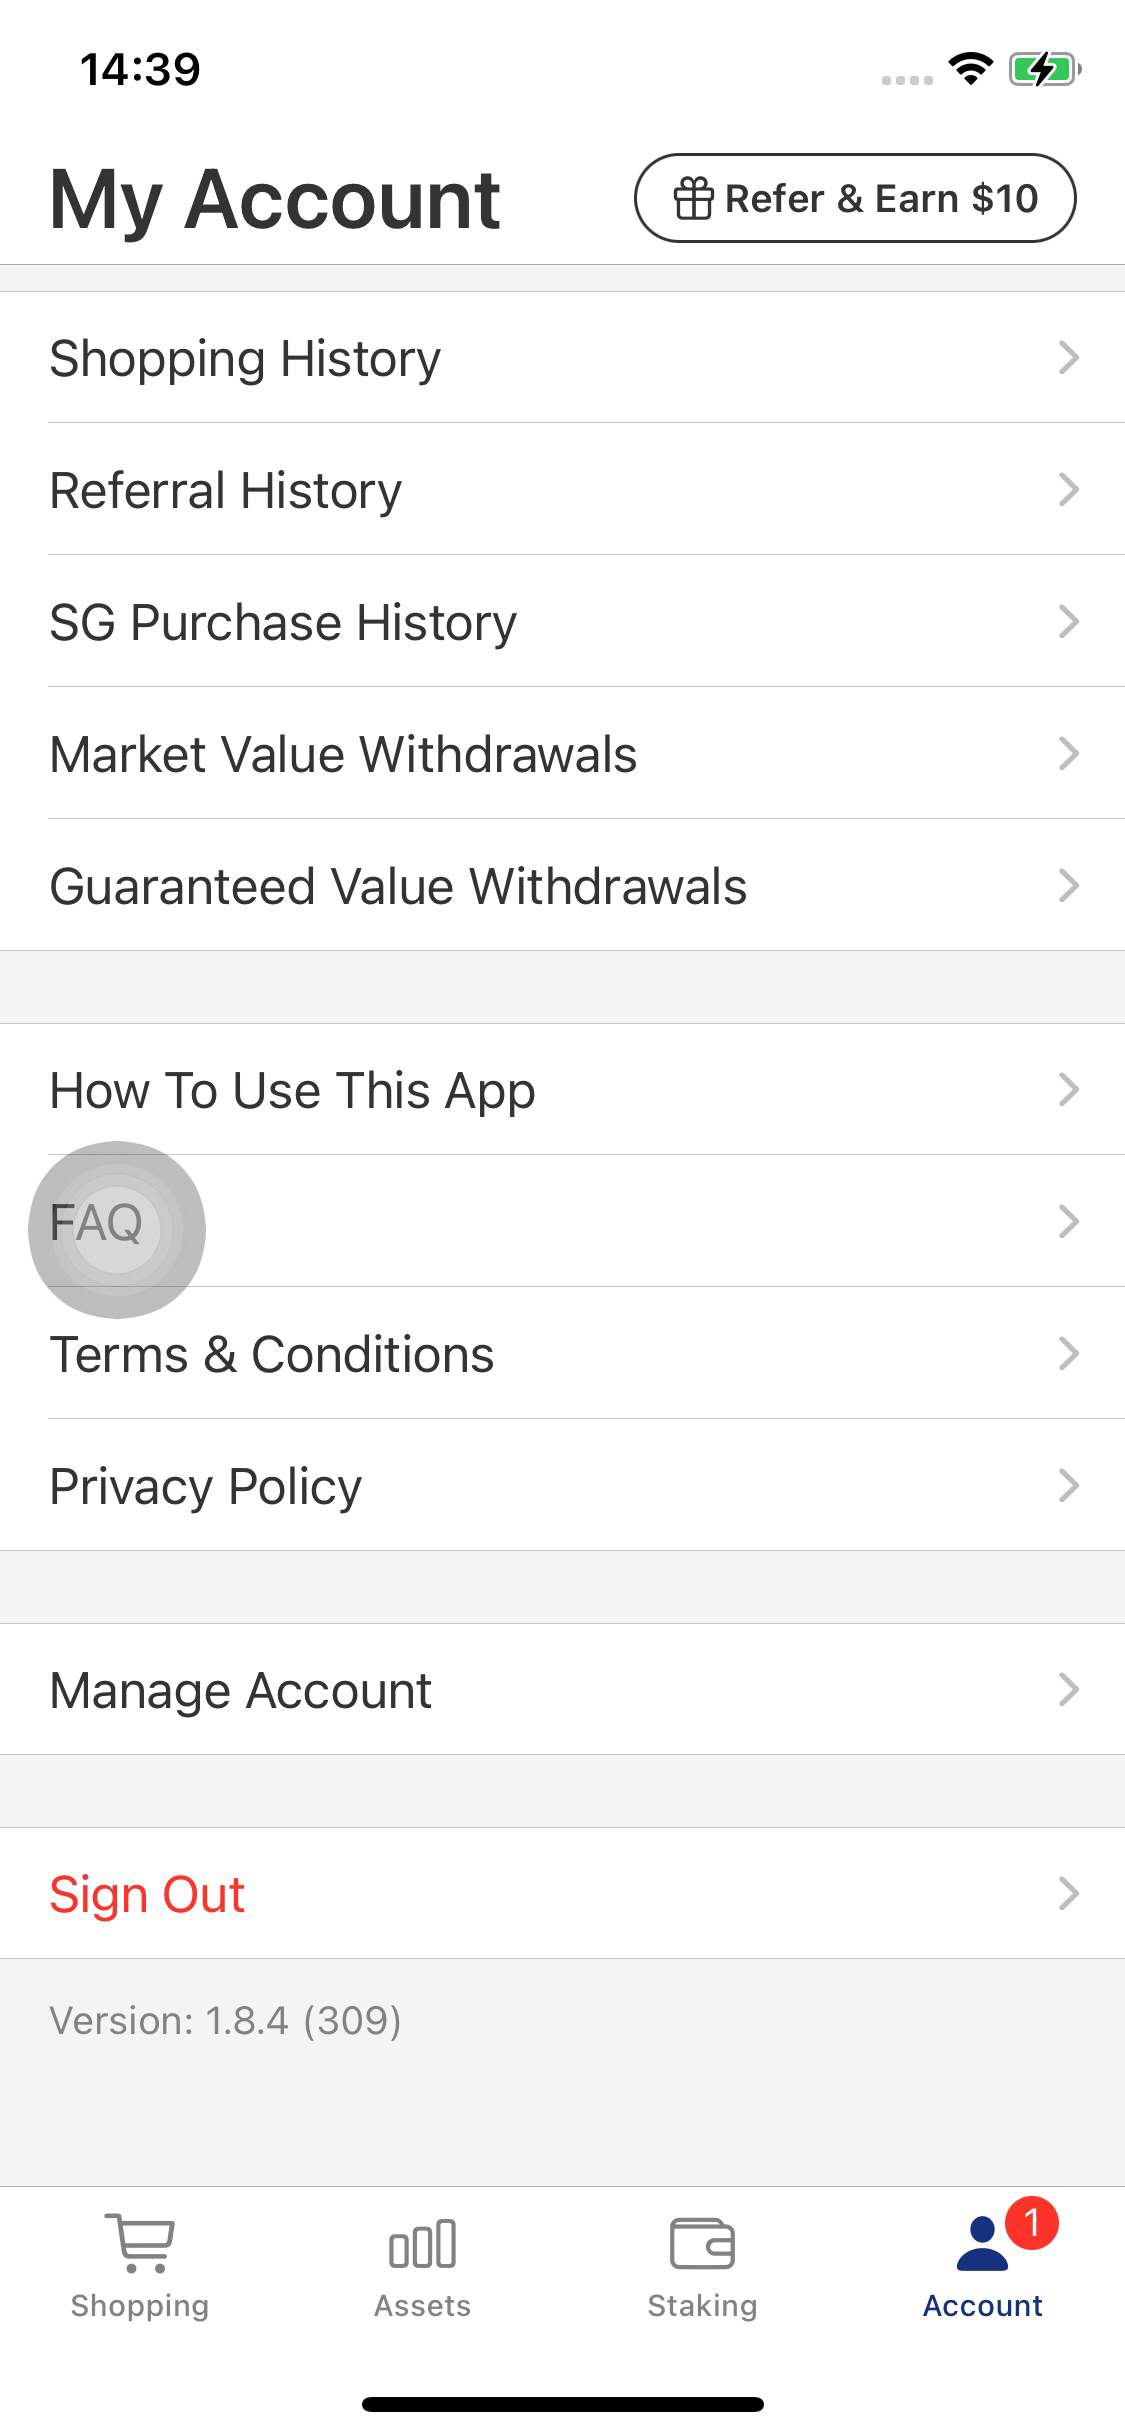 14:39
My Account
Refer & Earn $10
Shopping History
Referral History
SG Purchase History
Market Value Withdrawals
Guaranteed Value Withdrawals
How To Use This App
FAQ
Terms & Conditions
Privacy Policy
Manage Account
Sign Out
Version: 1.8.4 (309)
1
Shopping Assets Staking Account